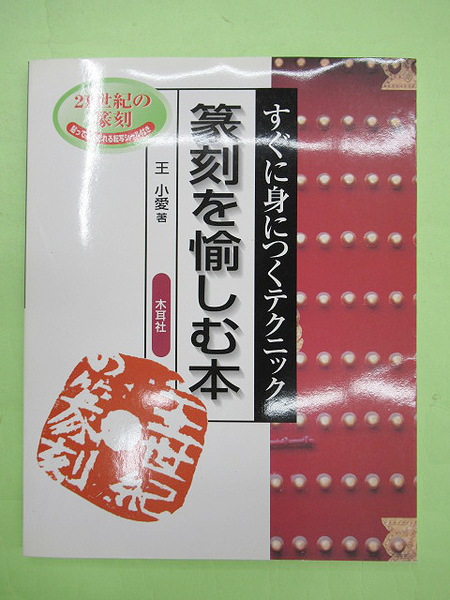 すぐに身につくテクニック
篆刻を愉しむ本
王 小愛 著
木耳社
21世紀の
篆刻